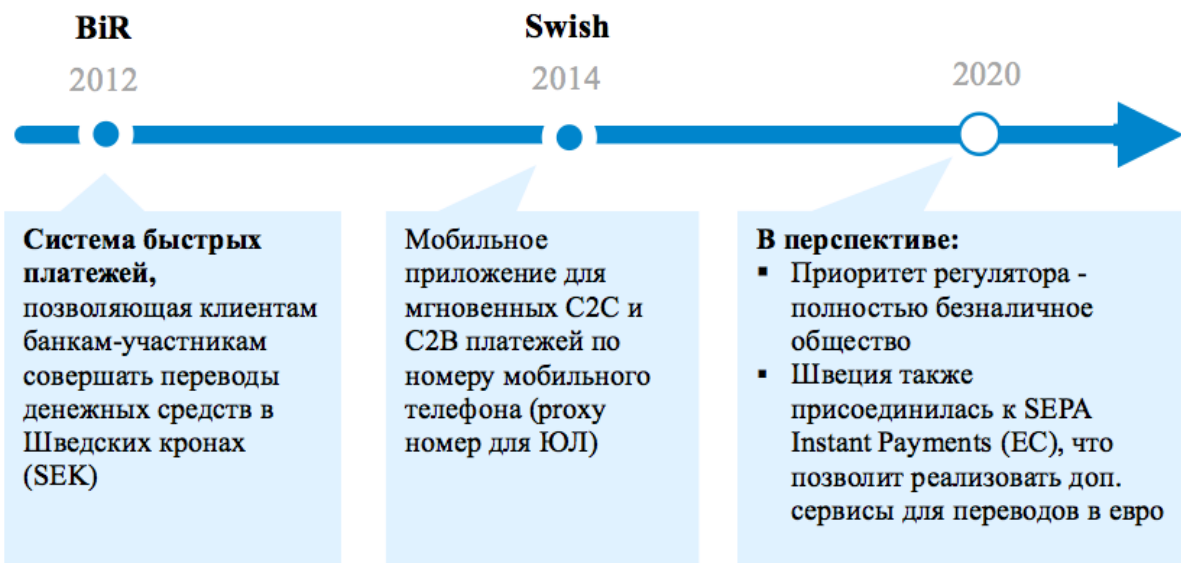 BiR
2012
Swish
2014
2020
Система быстрых
платежей,
позволяющая клиентам
банкам-участникам
совершать переводы
денежных средств в
Шведских кронах
(SEK)
Мобильное
приложение для
мгновенных C2C и
C2B платежей по
номеру мобильного
телефона (proxy
номер для ЮЛ)
В перспективе:
▪ Приоритет регулятора -
полностью безналичное
общество
▪ Швеция также
присоединилась к SEPA
Instant Payments (ЕС), что
позволит реализовать доп.
сервисы для переводов в евро